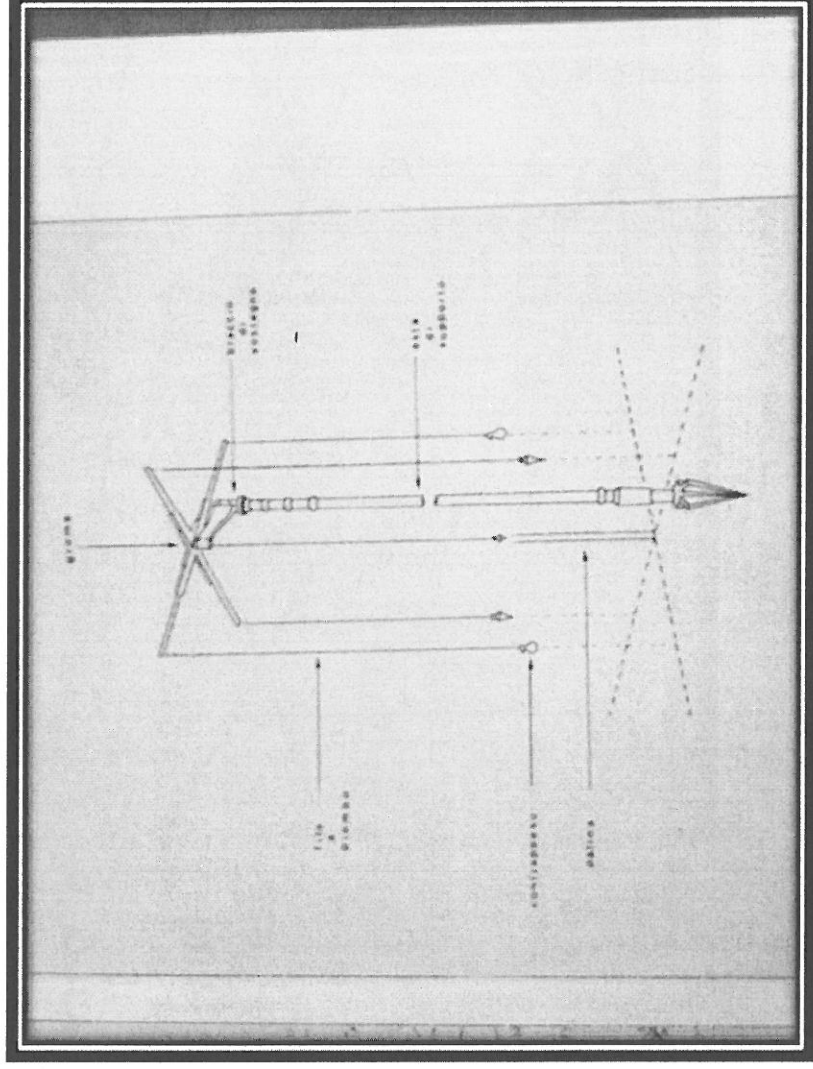 groma
braccio
di
sostegno
asta
di
supporto
filo
a
piombo
contrappeso
palina